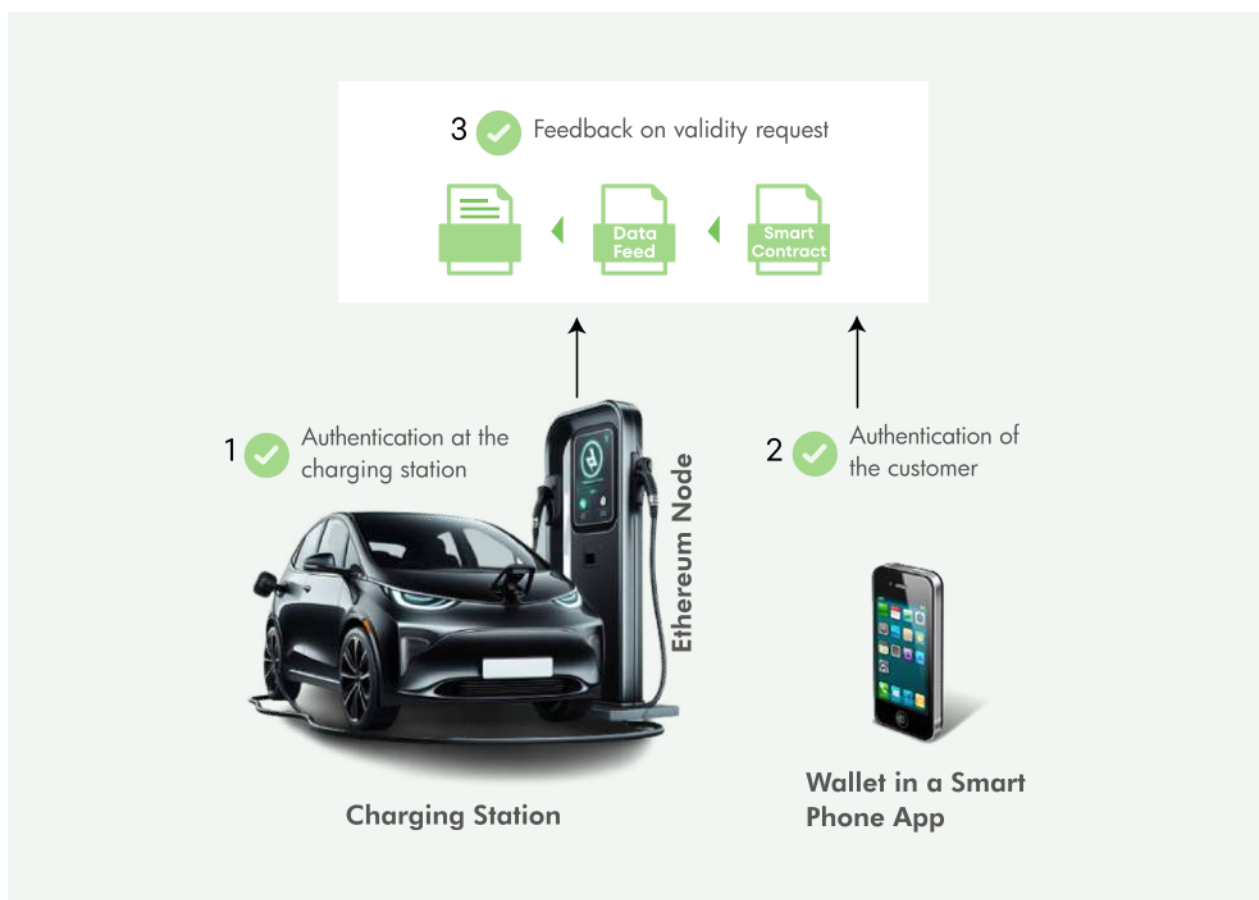 3 Feedback on validity request
Data
Feed
Smart
Contract
1 Authentication at the
charging station
2 Authentication of
the customer
Ethereum Node
Charging Station
Wallet in a Smart
Phone App